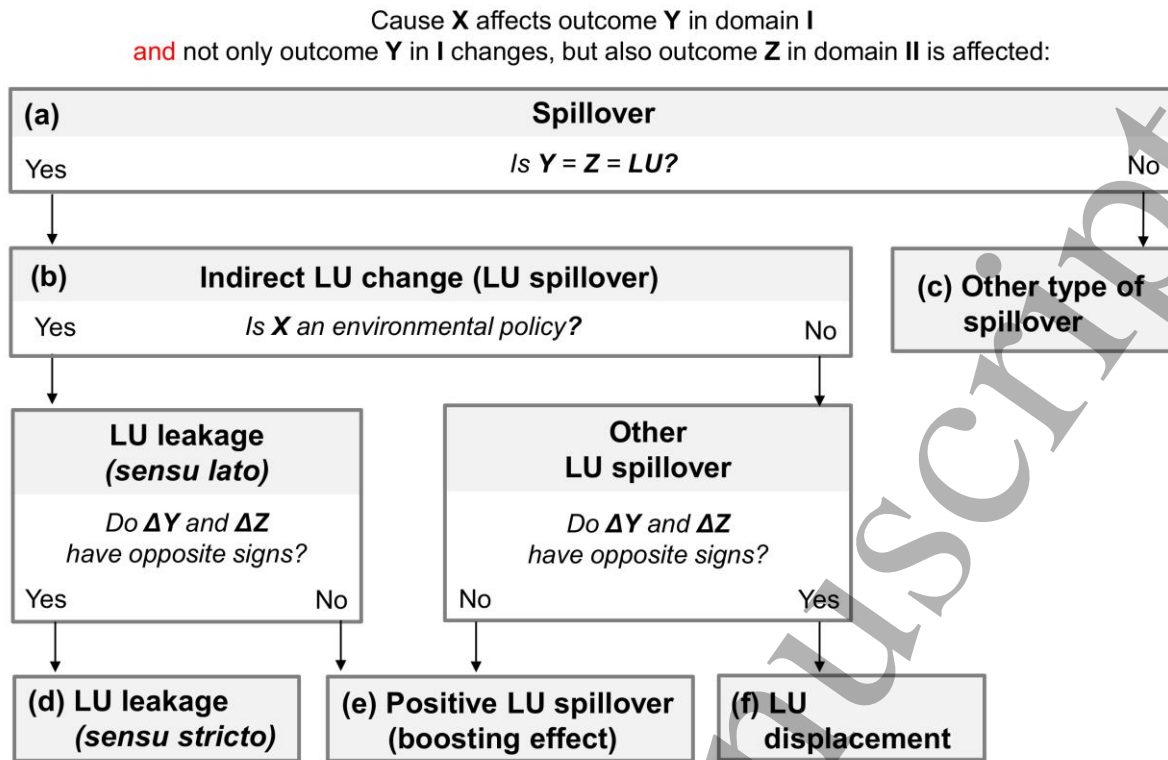 Cause X affects outcome Y in domain I
and not only outcome Y in I changes, but also outcome Z in domain II is affected:
(a) Spillover
Yes Is Y = Z = LU? No
(b) Indirect LU change (LU spillover)
Yes Is X an environmental policy? No
(c) Other type of
spillover
LU leakage
(sensu lato)
Do ΔY and ΔZ
have opposite signs?
Yes No
Other
LU spillover
Do ΔY and ΔZ
have opposite signs?
No Yes
(d) LU leakage
(sensu stricto)
(e) Positive LU spillover
(boosting effect)
(f) LU
displacement
nuscript